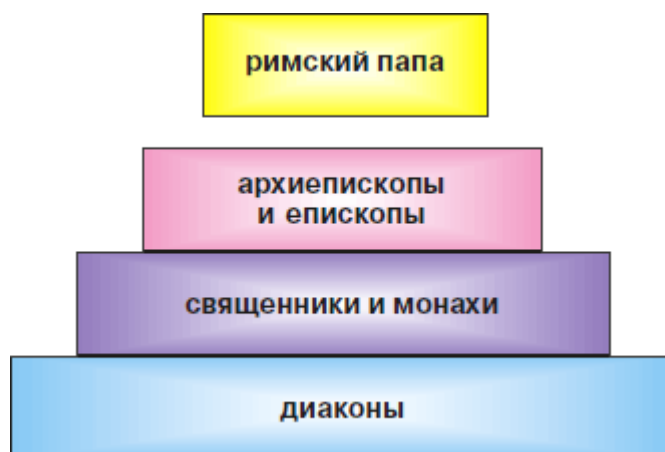 римский папа
архиепископы
и епископы
священники и монахи
диаконы